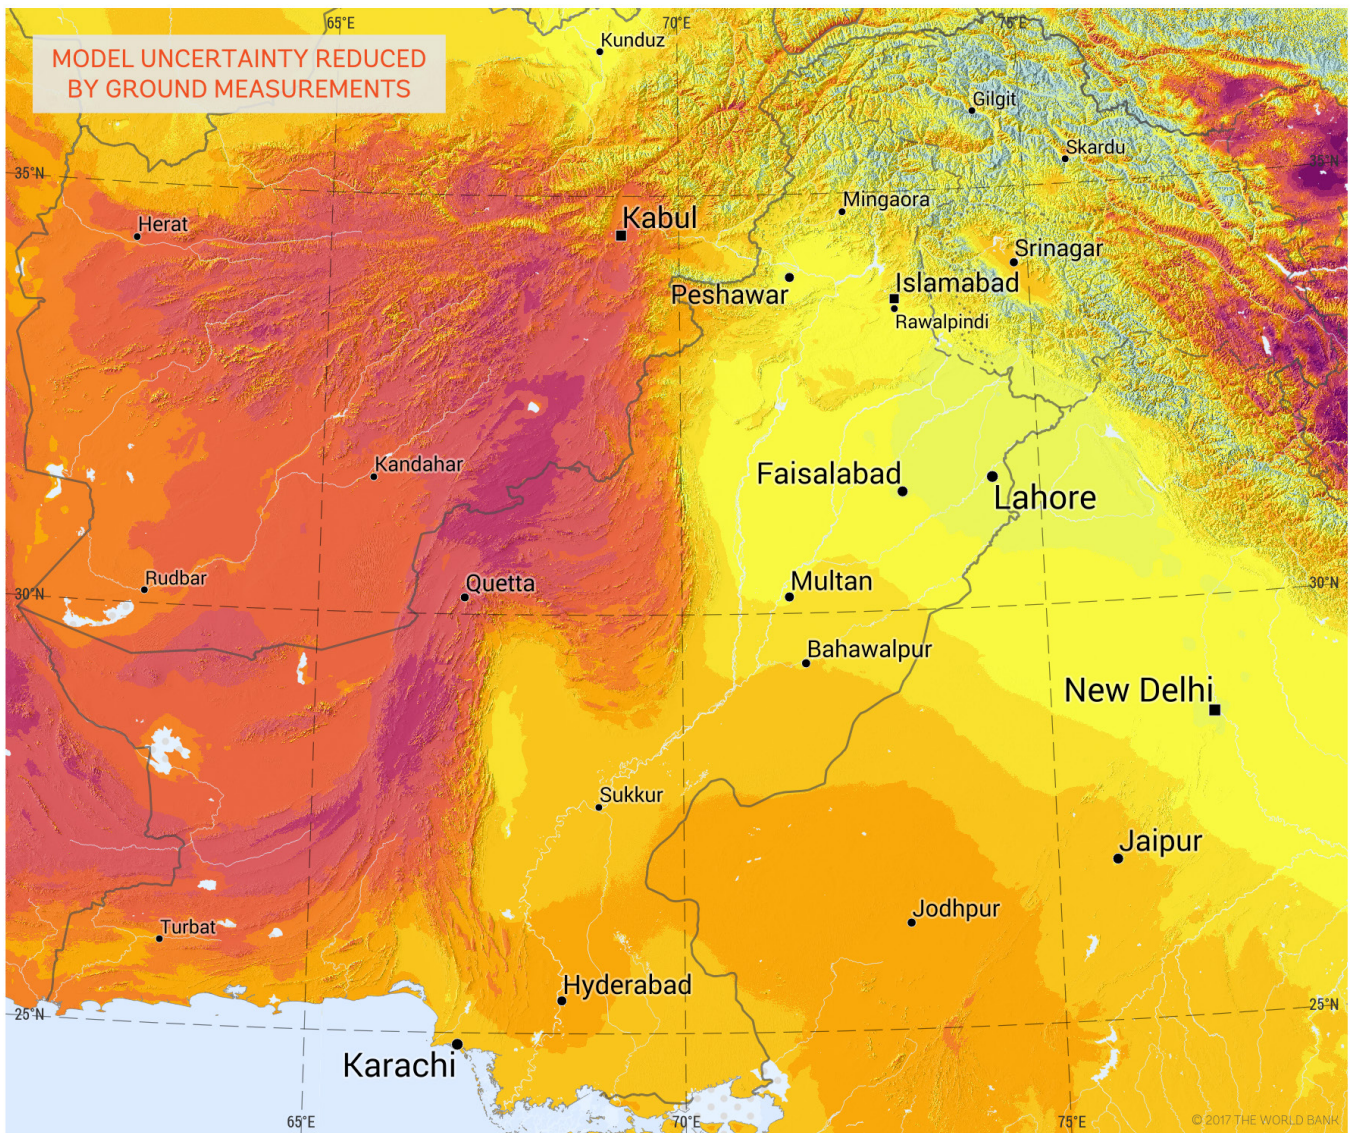 65°E
70°E
75°E
MODEL UNCERTAINTY REDUCED
BY GROUND MEASUREMENTS
Kunduz
Gilgit
Skardu
35°N
35°N
Mingaora
Herat
Kabul
Srinagar
Peshawar
Islamabad
Rawalpindi
Kandahar
Faisalabad
Lahore
Rudbar
Quetta
Multan
30°N
30°N
Bahawalpur
New Delhi
Sukkur
Jaipur
Jodhpur
Turbat
Hyderabad
25°N
25°N
Karachi
65°E
70°E
75°E
© 2017 THE WORLD BANK